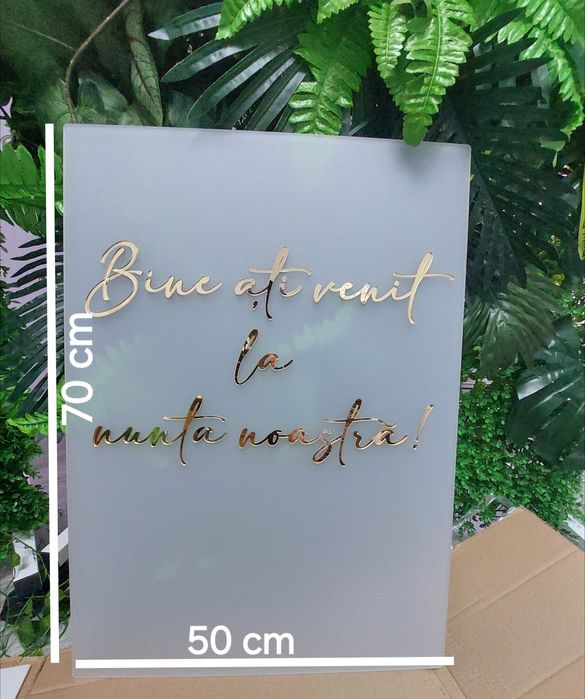 Bine ați venit
la
nunta noastră!
70 cm
50 cm